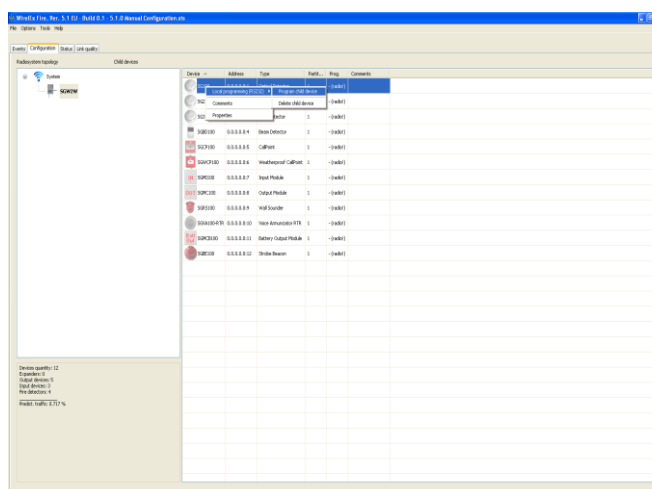 WireEx Fire. Ver. 5.1 EU - Build 0.1 - 5.1.0 Manual Configuration.sts
File Options Tools Help
Events Configuration Status Link quality
Radiosystem topology Child devices
System
SGW2W
Device Address Type Partit... Prog. Comments
Local programming (RS232) Program child device - (radio!)
Comments Delete child device - (radio!)
Properties 1 - (radio!)
SGBD100 0.0.0.0.0:4 Beam Detector 1 - (radio!)
SGCP100 0.0.0.0.0:5 CallPoint 1 - (radio!)
SGWCP100 0.0.0.0.0:6 Weatherproof CallPoint 1 - (radio!)
SGMI100 0.0.0.0.0:7 Input Module 1 - (radio!)
SGMC100 0.0.0.0.0:8 Output Module 1 - (radio!)
SGRS100 0.0.0.0.0:9 Wall Sounder 1 - (radio!)
SGVA100-RTR 0.0.0.0.0:10 Voice Annunciator RTR 1 - (radio!)
SGMCB100 0.0.0.0.0:11 Battery Output Module 1 - (radio!)
SGBE100 0.0.0.0.0:12 Strobe Beacon 1 - (radio!)
Devices quantity: 12
Expanders: 0
Output devices: 5
Input devices: 3
Fire detectors: 4
Predict. traffic: 0.717 %